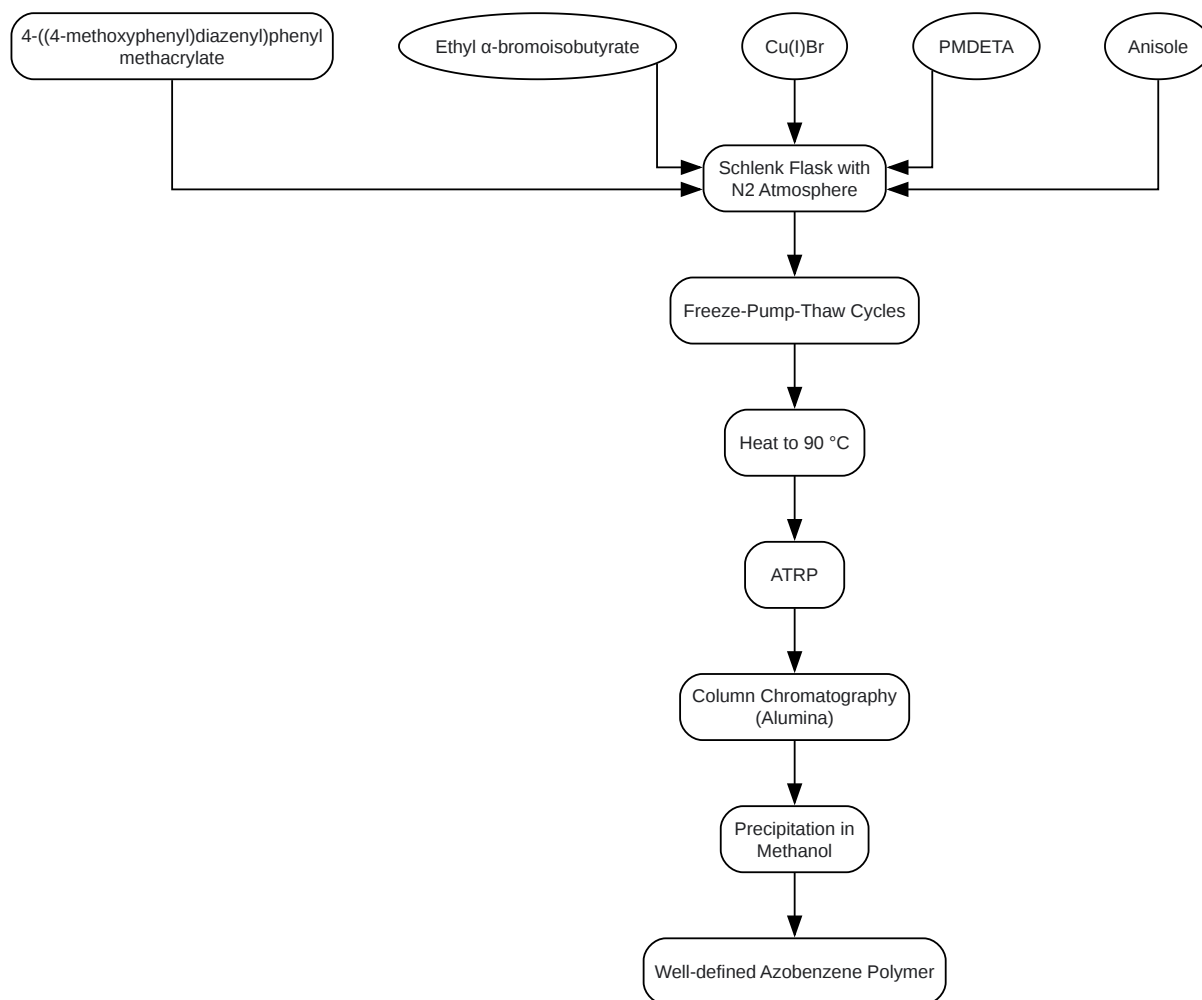 4-((4-methoxyphenyl)diazenyl)phenyl
methacrylate
Ethyl α-bromoisobutyrate
Cu(I)Br
PMDETA
Anisole
Schlenk Flask with
N2 Atmosphere
Freeze-Pump-Thaw Cycles
Heat to 90 °C
ATRP
Column Chromatography
(Alumina)
Precipitation in
Methanol
Well-defined Azobenzene Polymer